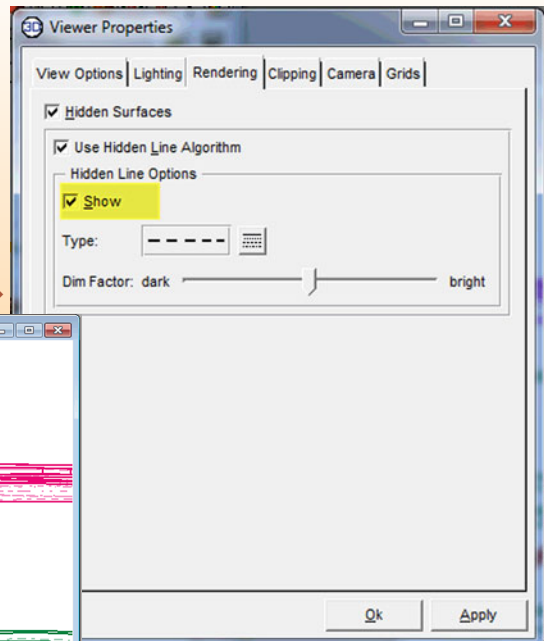 3D Viewer Properties
View Options Lighting Rendering Clipping Camera Grids
Hidden Surfaces
Use Hidden Line Algorithm
Hidden Line Options
Show
Type:
Dim Factor: dark bright
Ok Apply